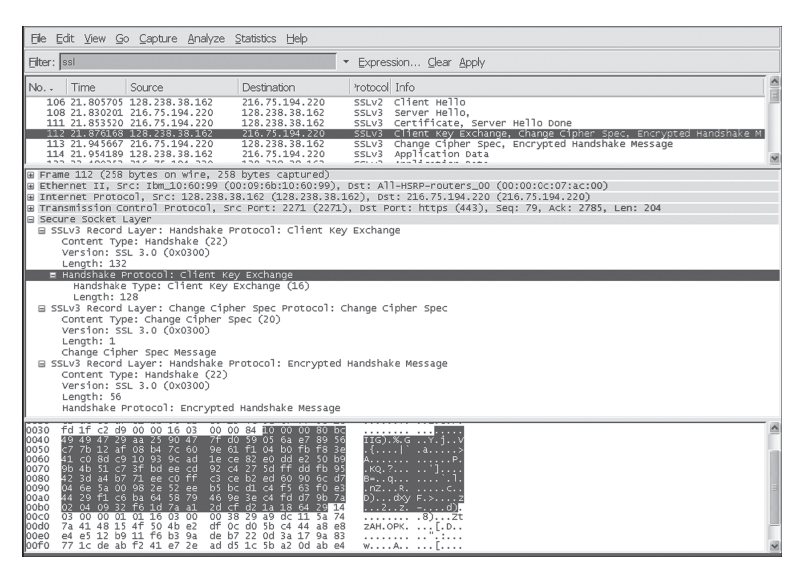 File Edit View Go Capture Analyze Statistics Help
Filter: ssl Expression... Clear Apply
No. . Time Source Destination Protocol Info
106 21.805705 128.238.38.162 216.75.194.220 SSLv2 Client Hello
108 21.830201 216.75.194.220 128.238.38.162 SSLv3 Server Hello,
111 21.853520 216.75.194.220 128.238.38.162 SSLv3 Certificate, Server Hello Done
112 21.876168 128.238.38.162 216.75.194.220 SSLv3 Client Key Exchange, Change Cipher Spec, Encrypted Handshake M
113 21.945667 216.75.194.220 128.238.38.162 SSLv3 Change Cipher Spec, Encrypted Handshake Message
114 21.954189 128.238.38.162 216.75.194.220 SSLv3 Application Data
Frame 112 (258 bytes on wire, 258 bytes captured)
Ethernet II, Src: Ibm_10:60:99 (00:09:6b:10:60:99), Dst: All-HSRP-routers_00 (00:00:0c:07:ac:00)
Internet Protocol, Src: 128.238.38.162 (128.238.38.162), Dst: 216.75.194.220 (216.75.194.220)
Transmission Control Protocol, Src Port: 2271 (2271), Dst Port: https (443), Seq: 79, Ack: 2785, Len: 204
Secure Socket Layer
SSLv3 Record Layer: Handshake Protocol: Client Key Exchange
Content Type: Handshake (22)
Version: SSL 3.0 (0x0300)
Length: 132
Handshake Protocol: Client Key Exchange
Handshake Type: Client Key Exchange (16)
Length: 128
SSLv3 Record Layer: Change Cipher Spec Protocol: Change Cipher Spec
Content Type: Change Cipher Spec (20)
Version: SSL 3.0 (0x0300)
Length: 1
Change Cipher Spec Message
SSLv3 Record Layer: Handshake Protocol: Encrypted Handshake Message
Content Type: Handshake (22)
Version: SSL 3.0 (0x0300)
Length: 56
Handshake Protocol: Encrypted Handshake Message
0030 fd 1f c2 d9 00 00 16 03 00 00 84 10 00 00 80 bc ........ ........
0040 49 49 47 29 aa 25 90 47 7f d0 59 05 6a e7 89 56 IIG).%.G ..Y.j..V
0050 c7 7b 12 af 08 b4 7c 60 9e 61 f1 04 b0 fb f8 3e .{....|` .a.....>
0060 41 c0 8d c9 10 93 9c ad 1e ce 82 e0 dd e2 50 b9 A....... ......P.
0070 9b 4b 51 c7 3f bd ee cd 92 c4 27 5d ff dd fb 95 .KQ.?... ..']....
0080 42 3d a4 b7 71 ee c0 ff c3 ce b2 ed 60 90 6c d7 B=..q... ....`.l.
0090 04 6e 5a 00 98 2e 52 ee b5 bc d1 c4 f5 63 f0 e3 .nZ...R. .....c..
00a0 44 29 f1 c6 ba 64 58 79 46 9e 3e c4 fd d7 9b 7a D)...dXy F.>....z
00b0 02 04 09 32 f6 1d 7a a1 2d cf d2 1a 18 64 29 14 ...2..z. -....d).
00c0 03 00 00 01 01 16 03 00 00 38 29 a9 dc 11 5a 74 ........ .8)...Zt
00d0 7a 41 48 15 4f 50 4b e2 df 0c d0 5b c4 44 a8 e8 zAH.OPK. ...[.D..
00e0 e4 e5 12 b9 11 f6 b3 9a de b7 22 0d 3a 17 9a 83 ........ ..".:...
00f0 77 1c de ab f2 41 e7 2e ad d5 1c 5b a2 0d ab e4 w....A.. ...[....